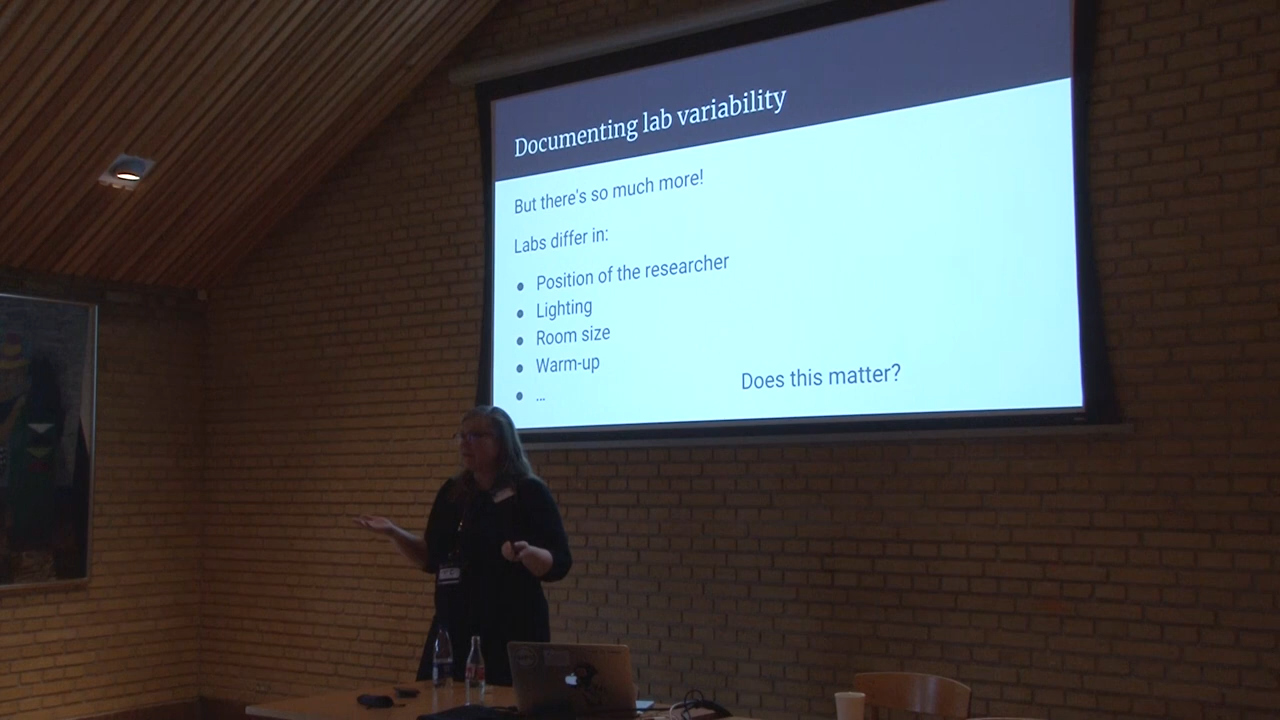 Documenting lab variability
But there's so much more!
Labs differ in:
● Position of the researcher
● Lighting
● Room size
● Warm-up
● ...
Does this matter?